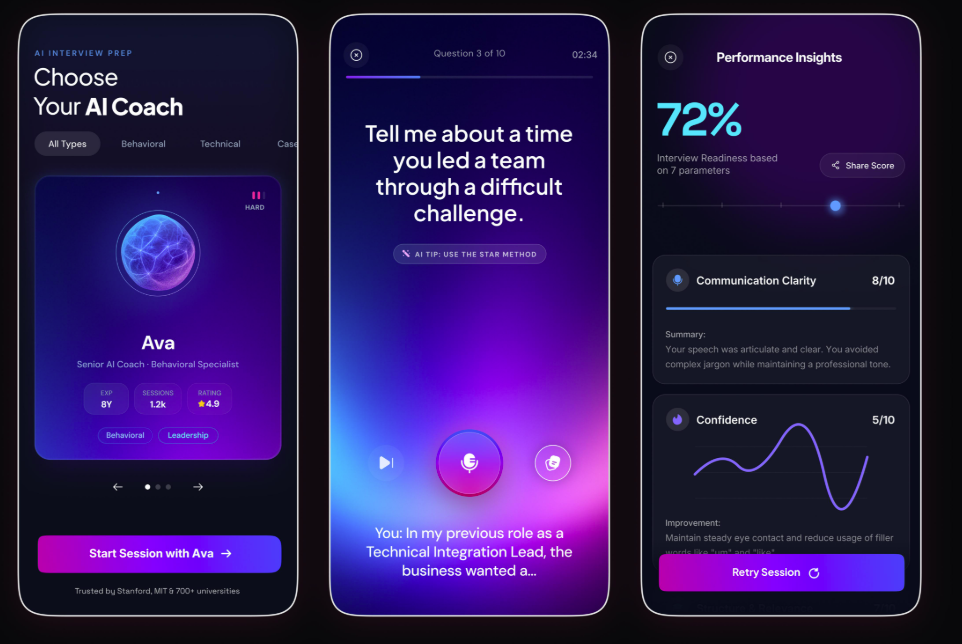 AI INTERVIEW PREP
Choose
Your AI Coach
All Types
Behavioral
Technical
Case
HARD
Ava
Senior AI Coach · Behavioral Specialist
EXP
8Y
SESSIONS
1.2k
RATING
4.9
Behavioral
Leadership
Start Session with Ava
Trusted by Stanford, MIT & 700+ universities
Question 3 of 10
02:34
Tell me about a time
you led a team
through a difficult
challenge.
AI TIP: USE THE STAR METHOD
You: In my previous role as a
Technical Integration Lead, the
business wanted a...
Performance Insights
72%
Interview Readiness based
on 7 parameters
Share Score
Communication Clarity
8/10
Summary:
Your speech was articulate and clear. You avoided
complex jargon while maintaining a professional tone.
Confidence
5/10
Improvement:
Maintain steady eye contact and reduce usage of filler
words like "um" and "like"
Retry Session